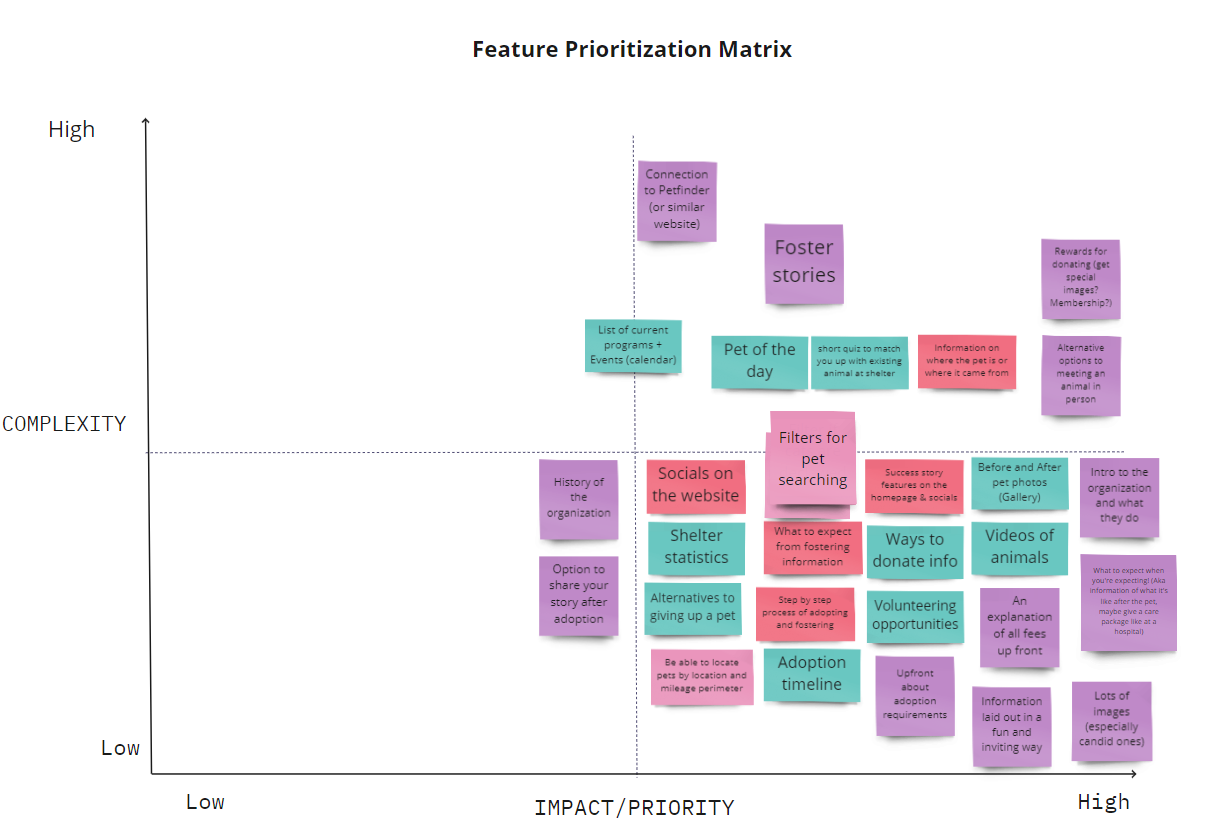 Feature Prioritization Matrix
High
Connection
to Petfinder
(or similar
website)
Foster
stories
Rewards for
donating (get
special
images?
Membership?)
List of current
programs +
Events (calendar)
Pet of the
day
short quiz to match
you up with existing
animal at shelter
Information on
where the pet is or
where it came from
Alternative
options to
meeting an
animal in
person
COMPLEXITY
Filters for
pet
searching
History of
the
organization
Socials on
the website
Success story
features on the
homepage & socials
Before and After
pet photos
(Gallery)
Intro to the
organization
and what
they do
Shelter
statistics
What to expect
from fostering
information
Ways to
donate info
Videos of
animals
Option to
share your
story after
adoption
What to expect when
you're expecting! (Aka
information of what it's
like after the pet,
maybe give a care
package like at a
hospital)
Alternatives to
giving up a pet
Step by step
process of adopting
and fostering
Volunteering
opportunities
An
explanation
of all fees
up front
Be able to locate
pets by location and
mileage perimeter
Adoption
timeline
Upfront
about
adoption
requirements
Information
laid out in a
fun and
inviting way
Lots of
images
(especially
candid ones)
Low
Low
IMPACT/PRIORITY
High